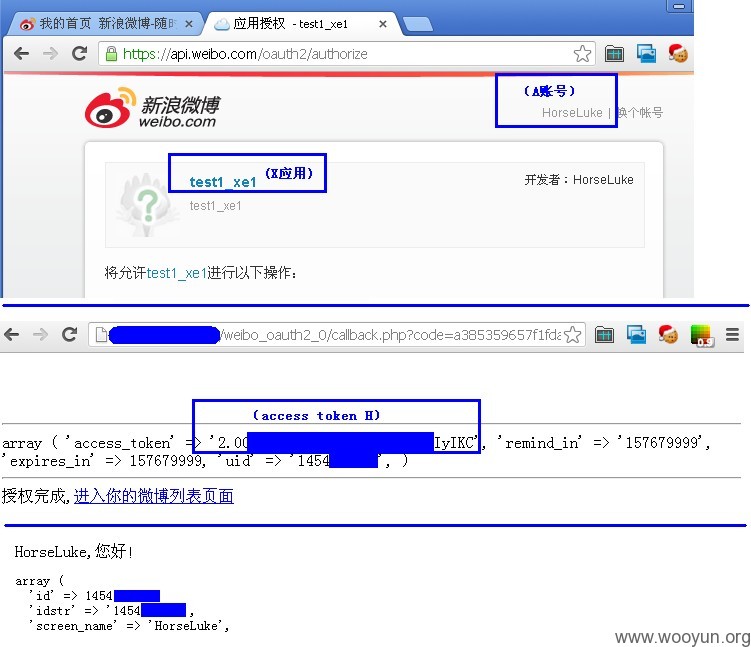 我的首页 新浪微博-随时
应用授权 - test1_xe1
https://api.weibo.com/oauth2/authorize
新浪微博
weibo.com
(A账号)
HorseLuke | 换个帐号
test1_xe1 (X应用)
开发者：HorseLuke
test1_xe1
将允许test1_xe1进行以下操作：
/weibo_oauth2_0/callback.php?code=a385359657f1fda
0.9
(access token H)
array ( 'access_token' => '2.00 IyIKC', 'remind_in' => '157679999',
'expires_in' => 157679999, 'uid' => '1454 ', )
授权完成,进入你的微博列表页面
HorseLuke,您好!
array (
'id' => 1454
'idstr' => '1454 ',
'screen_name' => 'HorseLuke',
www.wooyun.org